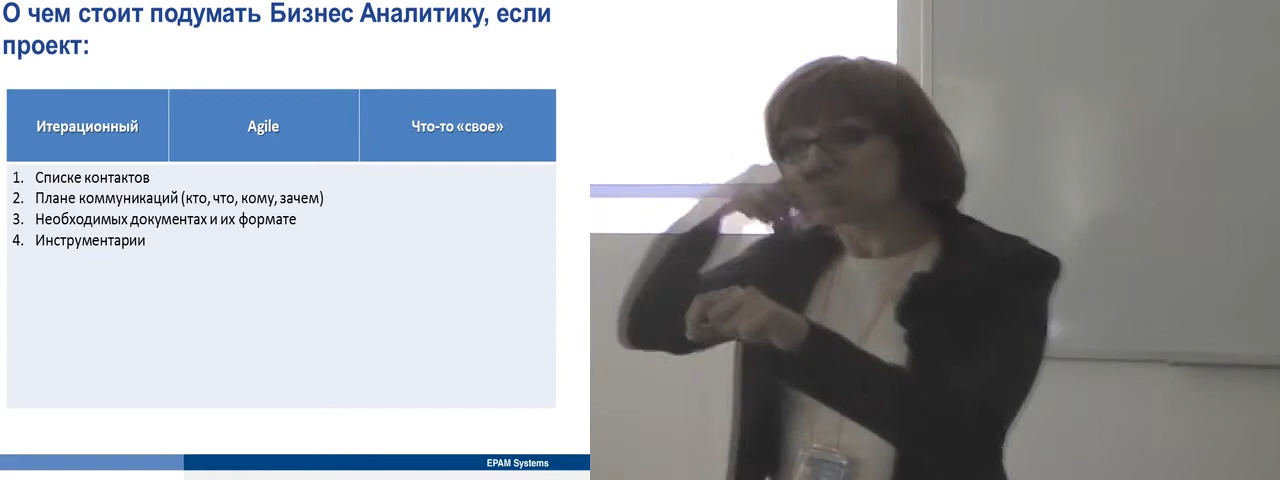 О чем стоит подумать Бизнес Аналитику, если
проект:
Итерационный
Agile
Что-то «свое»
1. Списке контактов
2. Плане коммуникаций (кто, что, кому, зачем)
3. Необходимых документах и их формате
4. Инструментарии
EPAM Systems